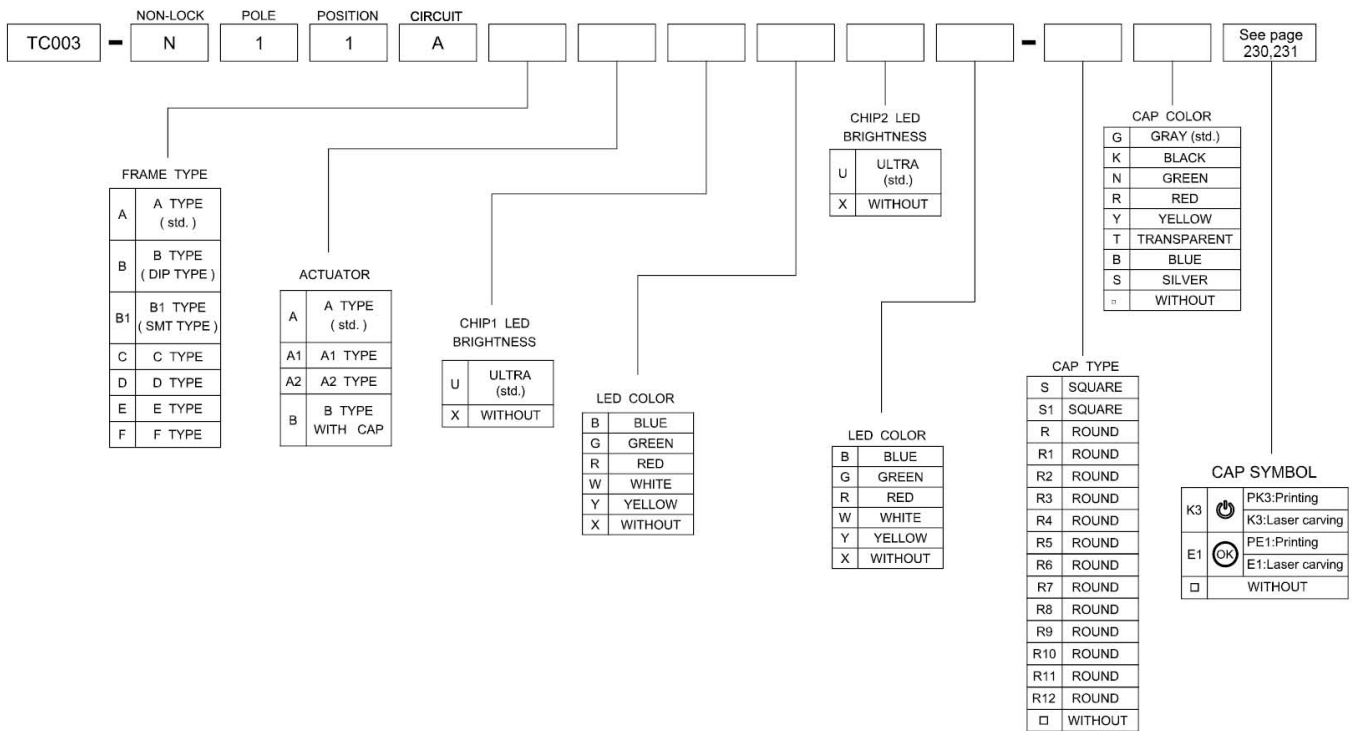 NON-LOCK POLE POSITION CIRCUIT
TC003 - N 1 1 A - See page
230,231
FRAME TYPE
A A TYPE
( std. )
B B TYPE
( DIP TYPE )
B1 B1 TYPE
( SMT TYPE )
C C TYPE
D D TYPE
E E TYPE
F F TYPE
ACTUATOR
A A TYPE
( std. )
A1 A1 TYPE
A2 A2 TYPE
B B TYPE
WITH CAP
CHIP1 LED
BRIGHTNESS
U ULTRA
(std.)
X WITHOUT
LED COLOR
B BLUE
G GREEN
R RED
W WHITE
Y YELLOW
X WITHOUT
CHIP2 LED
BRIGHTNESS
U ULTRA
(std.)
X WITHOUT
LED COLOR
B BLUE
G GREEN
R RED
W WHITE
Y YELLOW
X WITHOUT
CAP TYPE
S SQUARE
S1 SQUARE
R ROUND
R1 ROUND
R2 ROUND
R3 ROUND
R4 ROUND
R5 ROUND
R6 ROUND
R7 ROUND
R8 ROUND
R9 ROUND
R10 ROUND
R11 ROUND
R12 ROUND
□ WITHOUT
CAP COLOR
G GRAY (std.)
K BLACK
N GREEN
R RED
Y YELLOW
T TRANSPARENT
B BLUE
S SILVER
□ WITHOUT
CAP SYMBOL
K3 PK3:Printing
K3:Laser carving
E1 OK PE1:Printing
E1:Laser carving
□ WITHOUT